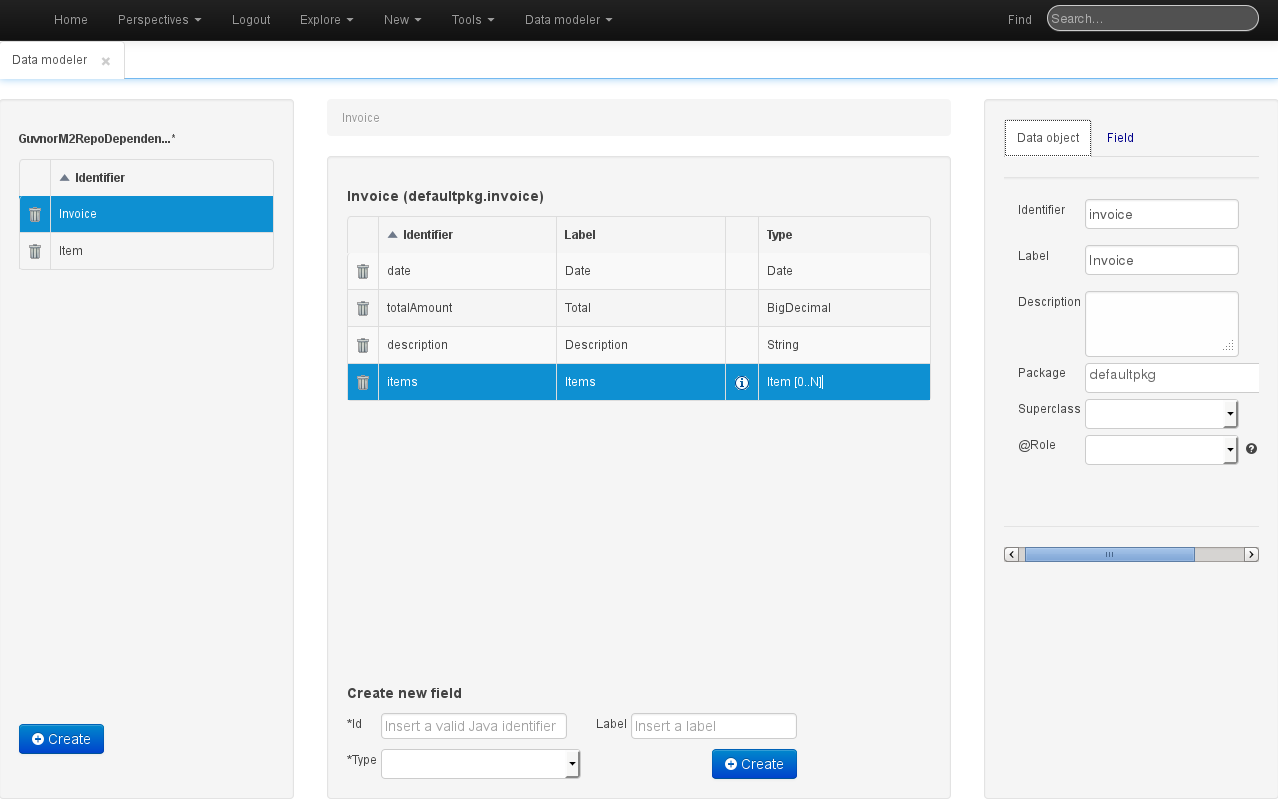 Home Perspectives Logout Explore New Tools Data modeler Find Search...
Data modeler ×
GuvnorM2RepoDependen...*
Identifier
Invoice
Item
Create
Invoice
Invoice (defaultpkg.invoice)
Identifier Label Type
date Date Date
totalAmount Total BigDecimal
description Description String
items Items Item [0..N]
Create new field
*Id Insert a valid Java identifier Label Insert a label
*Type Create
Data object Field
Identifier invoice
Label Invoice
Description
Package defaultpkg
Superclass
@Role